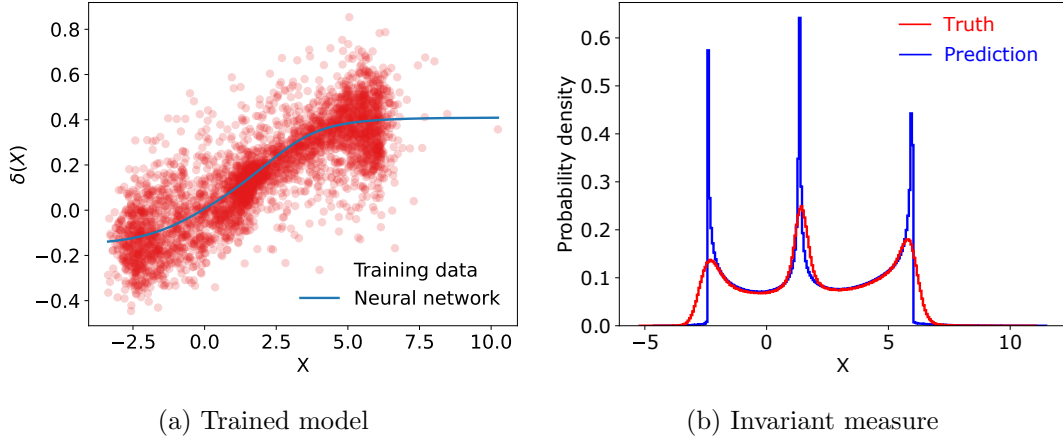 0.8
0.6
0.4
0.2
0.0
−0.2
−0.4
δ(X)
−2.5 0.0 2.5 5.0 7.5 10.0
X
Training data
Neural network
(a) Trained model
0.6
0.5
0.4
0.3
0.2
0.1
0.0
Probability density
−5 0 5 10
X
Truth
Prediction
(b) Invariant measure